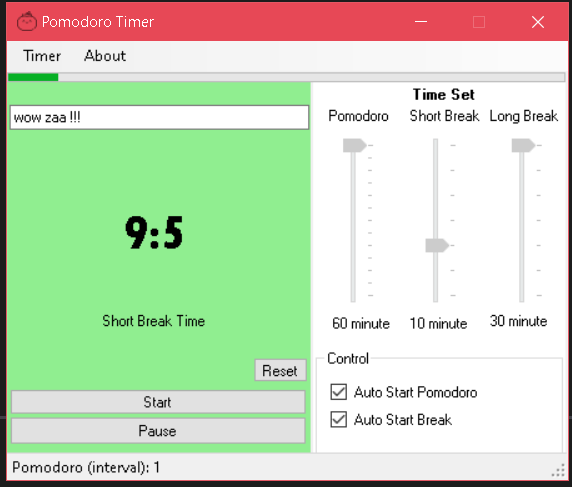 Pomodoro Timer
Timer About
wow zaa !!!
9:5
Short Break Time
Reset
Start
Pause
Time Set
Pomodoro Short Break Long Break
60 minute 10 minute 30 minute
Control
Auto Start Pomodoro
Auto Start Break
Pomodoro (interval): 1